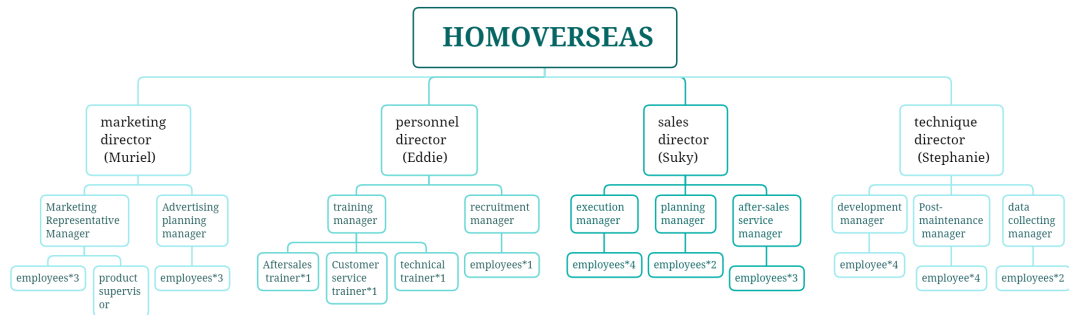 HOMOVERSEAS
marketing
director
(Muriel)
personnel
director
(Eddie)
sales
director
(Suky)
technique
director
(Stephanie)
Marketing
Representative
Manager
Advertising
planning
manager
training
manager
recruitment
manager
execution
manager
planning
manager
after-sales
service
manager
development
manager
Post-
maintenance
manager
data
collecting
manager
employees*3
product
supervis
or
employees*3
Aftersales
trainer*1
Customer
service
trainer*1
technical
trainer*1
employees*1
employees*4
employees*2
employees*3
employee*4
employee*4
employees*2